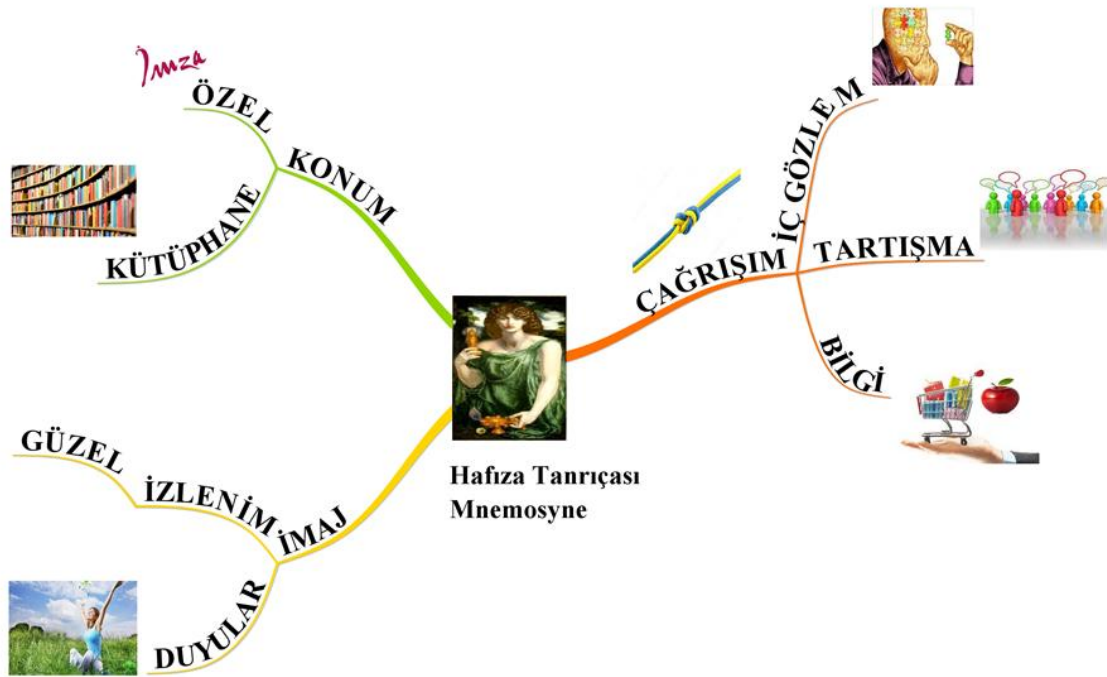 İmza
ÖZEL
KONUM
KÜTÜPHANE
İÇ GÖZLEM
ÇAĞRIŞIM
TARTIŞMA
BİLGİ
GÜZEL
İZLENİM
İMAJ
DUYULAR
Hafıza Tanrıçası
Mnemosyne